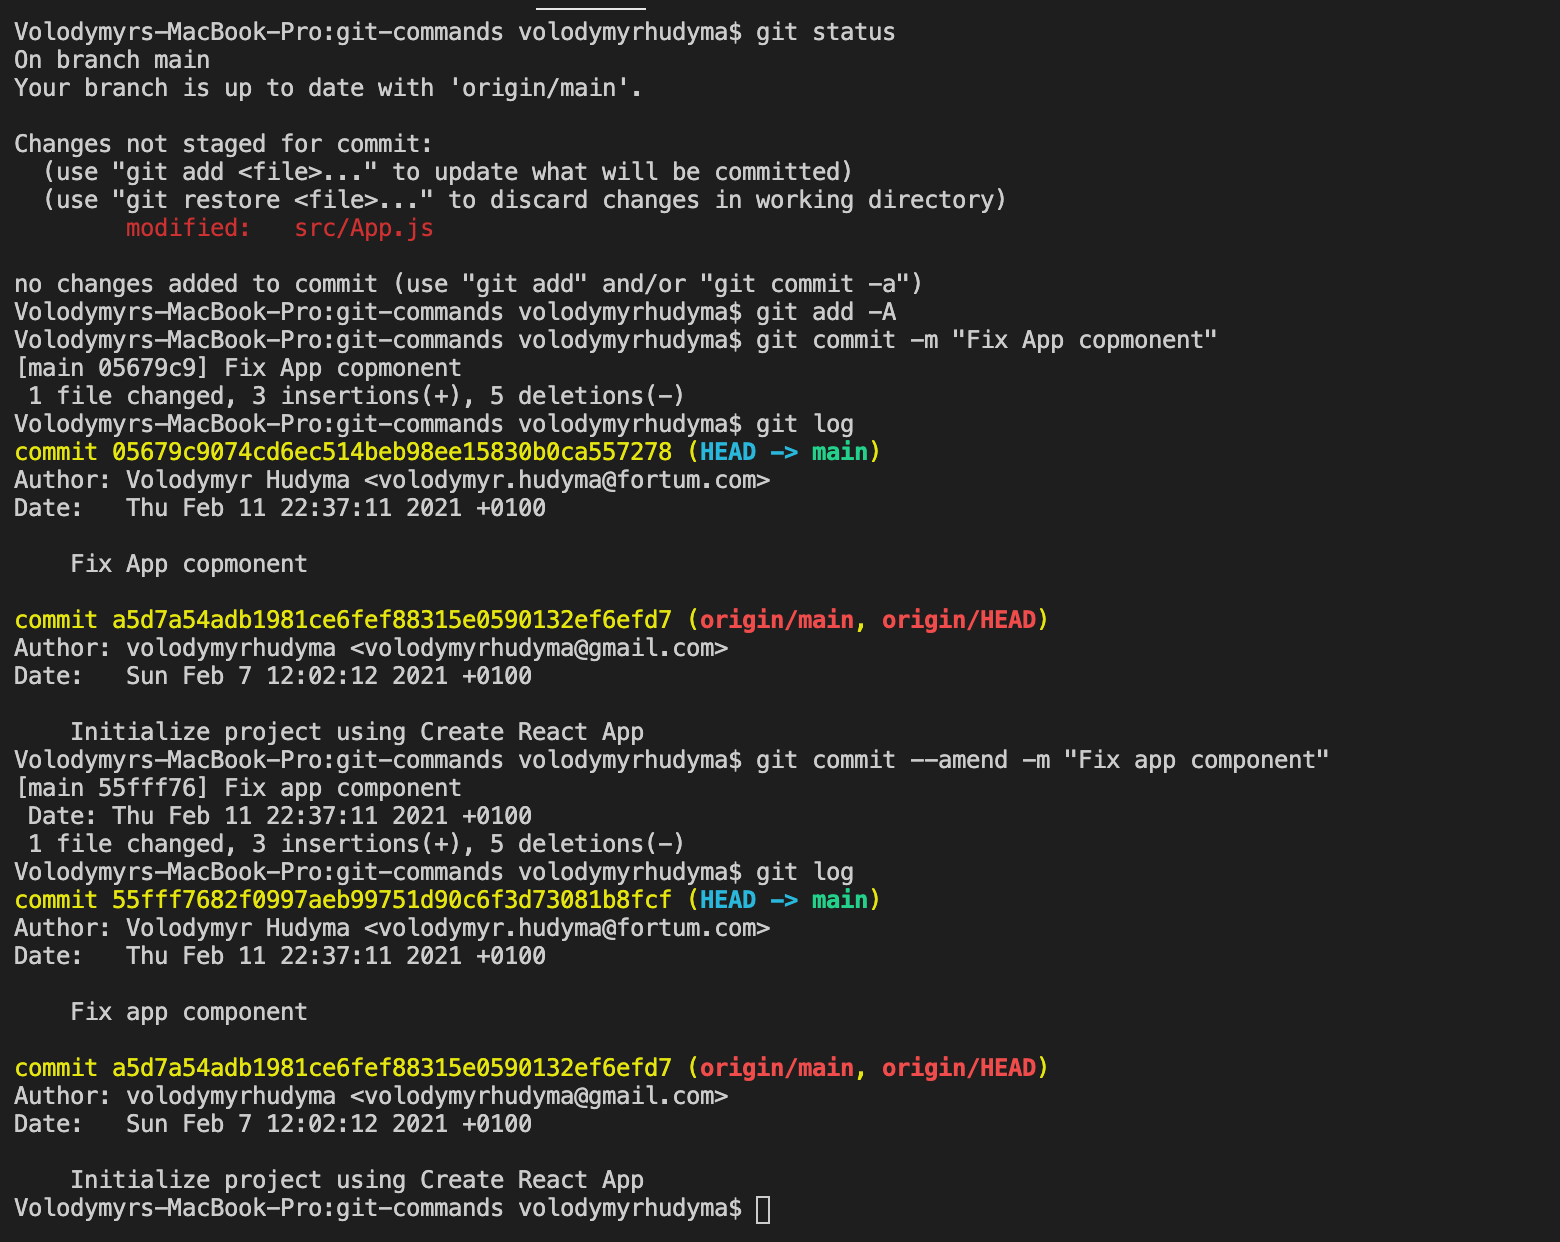 Volodymyrs-MacBook-Pro:git-commands volodymyrhudyma$ git status
On branch main
Your branch is up to date with 'origin/main'.

Changes not staged for commit:
  (use "git add <file>..." to update what will be committed)
  (use "git restore <file>..." to discard changes in working directory)
        modified:   src/App.js

no changes added to commit (use "git add" and/or "git commit -a")
Volodymyrs-MacBook-Pro:git-commands volodymyrhudyma$ git add -A
Volodymyrs-MacBook-Pro:git-commands volodymyrhudyma$ git commit -m "Fix App copmonent"
[main 05679c9] Fix App copmonent
 1 file changed, 3 insertions(+), 5 deletions(-)
Volodymyrs-MacBook-Pro:git-commands volodymyrhudyma$ git log
commit 05679c9074cd6ec514beb98ee15830b0ca557278 (HEAD -> main)
Author: Volodymyr Hudyma <volodymyr.hudyma@fortum.com>
Date:   Thu Feb 11 22:37:11 2021 +0100

    Fix App copmonent

commit a5d7a54adb1981ce6fef88315e0590132ef6efd7 (origin/main, origin/HEAD)
Author: volodymyrhudyma <volodymyrhudyma@gmail.com>
Date:   Sun Feb 7 12:02:12 2021 +0100

    Initialize project using Create React App
Volodymyrs-MacBook-Pro:git-commands volodymyrhudyma$ git commit --amend -m "Fix app component"
[main 55fff76] Fix app component
 Date: Thu Feb 11 22:37:11 2021 +0100
 1 file changed, 3 insertions(+), 5 deletions(-)
Volodymyrs-MacBook-Pro:git-commands volodymyrhudyma$ git log
commit 55fff7682f0997aeb99751d90c6f3d73081b8fcf (HEAD -> main)
Author: Volodymyr Hudyma <volodymyr.hudyma@fortum.com>
Date:   Thu Feb 11 22:37:11 2021 +0100

    Fix app component

commit a5d7a54adb1981ce6fef88315e0590132ef6efd7 (origin/main, origin/HEAD)
Author: volodymyrhudyma <volodymyrhudyma@gmail.com>
Date:   Sun Feb 7 12:02:12 2021 +0100

    Initialize project using Create React App
Volodymyrs-MacBook-Pro:git-commands volodymyrhudyma$